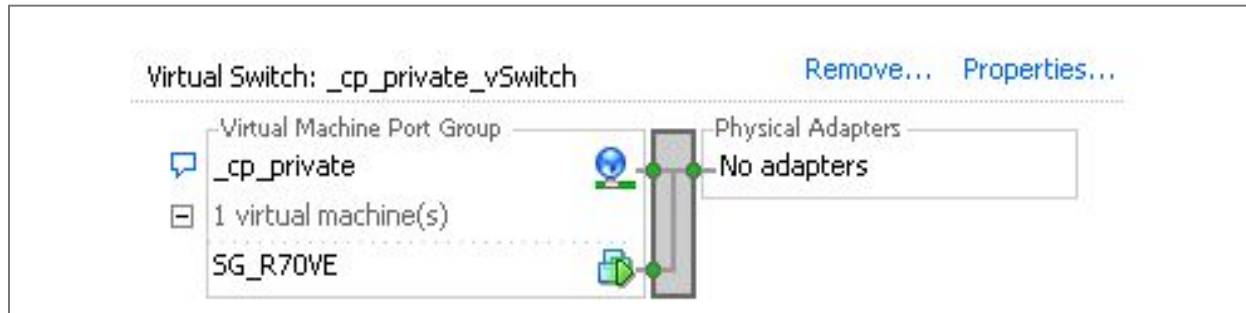 Virtual Switch: _cp_private_vSwitch Remove... Properties...
Virtual Machine Port Group Physical Adapters
_cp_private No adapters
1 virtual machine(s)
SG_R70VE